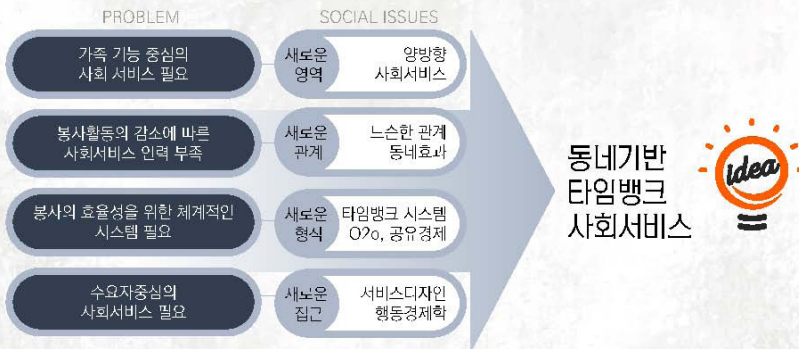 PROBLEM
SOCIAL ISSUES
가족 기능 중심의
사회 서비스 필요
새로운
영역
양방향
사회서비스
봉사활동의 감소에 따른
사회서비스 인력 부족
새로운
관계
느슨한 관계
동네효과
봉사의 효율성을 위한 체계적인
시스템 필요
새로운
형식
타임뱅크 시스템
O2o, 공유경제
수요자중심의
사회서비스 필요
새로운
접근
서비스디자인
행동경제학
동네기반
타임뱅크
사회서비스
idea